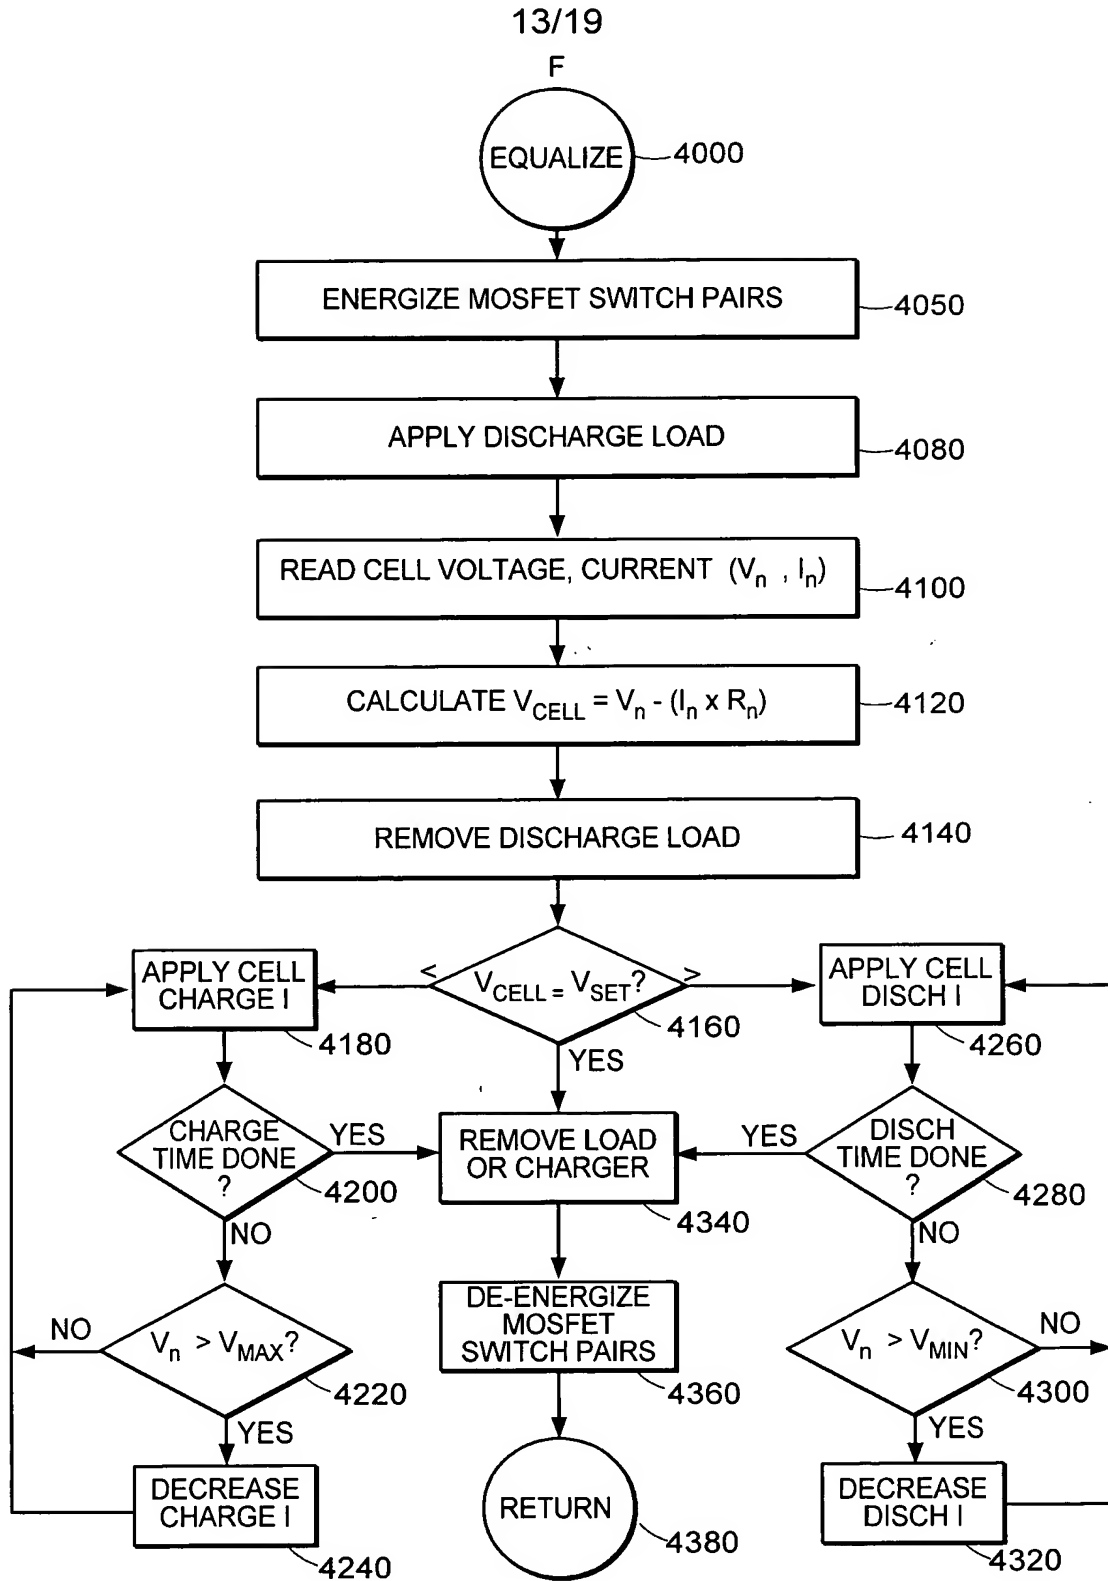 13/19
F
EQUALIZE
4000
ENERGIZE MOSFET SWITCH PAIRS
4050
APPLY DISCHARGE LOAD
4080
READ CELL VOLTAGE, CURRENT (Vn , In)
4100
CALCULATE VCELL = Vn - (In x Rn)
4120
REMOVE DISCHARGE LOAD
4140
<
VCELL = VSET?
>
4160
YES
APPLY CELL
CHARGE I
4180
APPLY CELL
DISCH I
4260
CHARGE
TIME DONE
?
YES
4200
NO
REMOVE LOAD
OR CHARGER
4340
YES
DISCH
TIME DONE
?
4280
NO
NO
Vn > VMAX?
4220
YES
DE-ENERGIZE
MOSFET
SWITCH PAIRS
4360
Vn > VMIN?
NO
4300
YES
DECREASE
CHARGE I
4240
RETURN
4380
DECREASE
DISCH I
4320